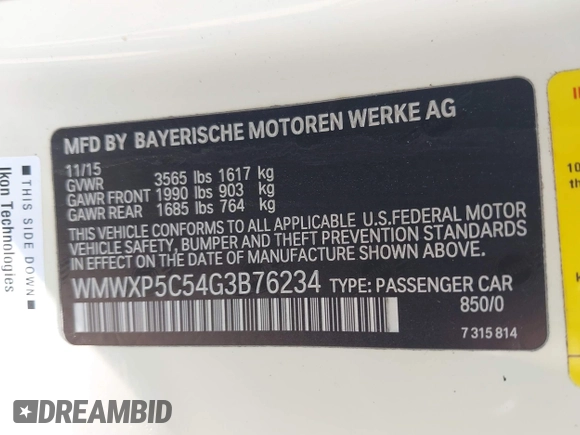 MFD BY BAYERISCHE MOTOREN WERKE AG
11/15
GVWR 3565 lbs 1617 kg
GAWR FRONT 1990 lbs 903 kg
GAWR REAR 1685 lbs 764 kg
THIS VEHICLE CONFORMS TO ALL APPLICABLE U.S.FEDERAL MOTOR
VEHICLE SAFETY, BUMPER AND THEFT PREVENTION STANDARDS
IN EFFECT ON THE DATE OF MANUFACTURE SHOWN ABOVE.
WMWXP5C54G3B76234 TYPE: PASSENGER CAR
850/0
7 315 814
THIS SIDE DOWN
Ikon Technologies
10
th
DREAMBID